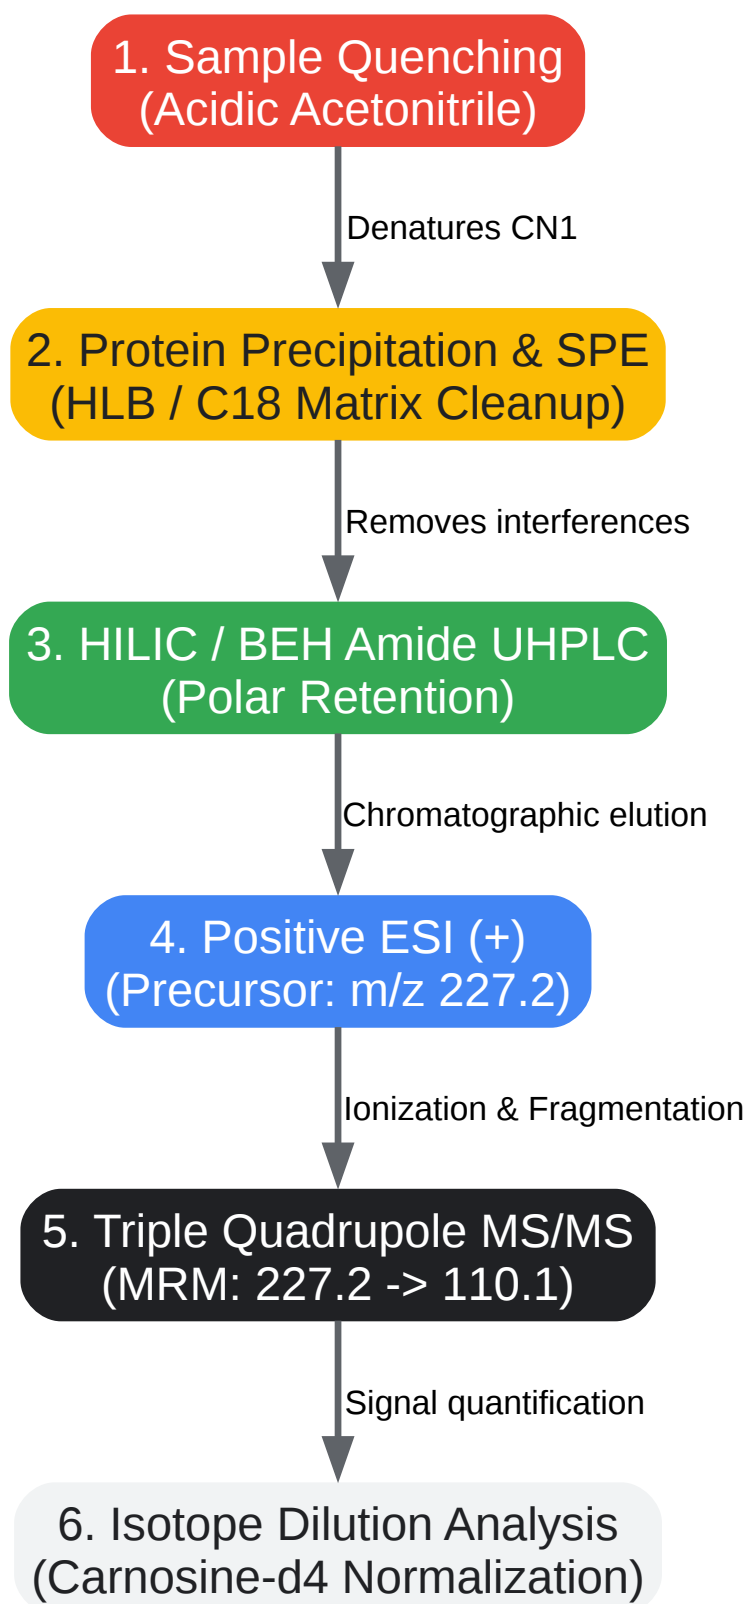 1. Sample Quenching
(Acidic Acetonitrile)
Denatures CN1
2. Protein Precipitation & SPE
(HLB / C18 Matrix Cleanup)
Removes interferences
3. HILIC / BEH Amide UHPLC
(Polar Retention)
Chromatographic elution
4. Positive ESI (+)
(Precursor: m/z 227.2)
Ionization & Fragmentation
5. Triple Quadrupole MS/MS
(MRM: 227.2 -> 110.1)
Signal quantification
6. Isotope Dilution Analysis
(Carnosine-d4 Normalization)